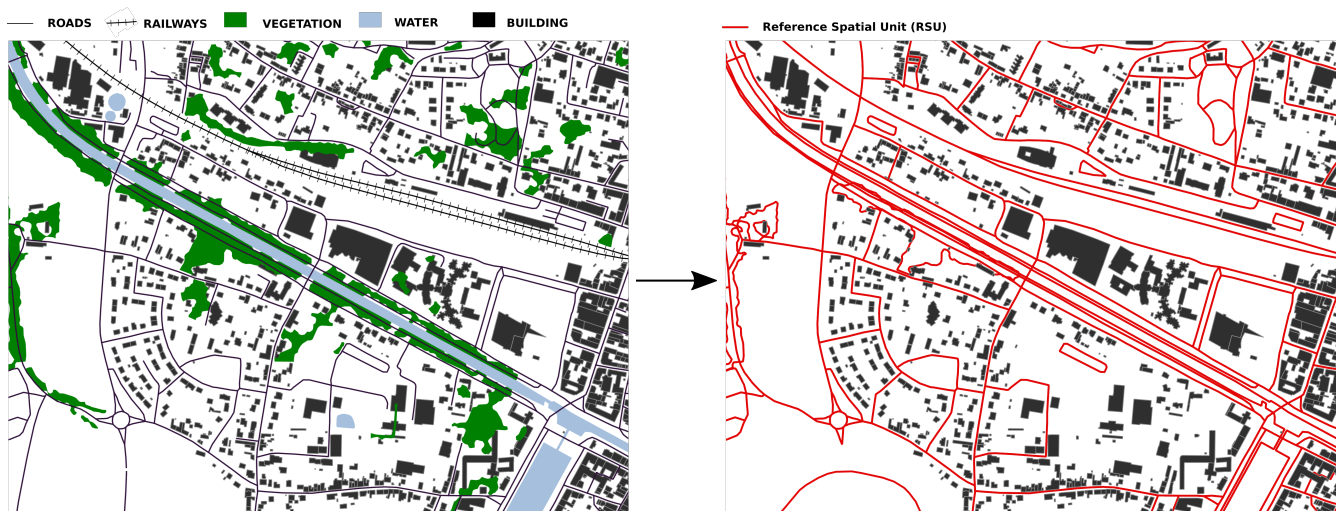 ROADS RAILWAYS VEGETATION WATER BUILDING
Reference Spatial Unit (RSU)